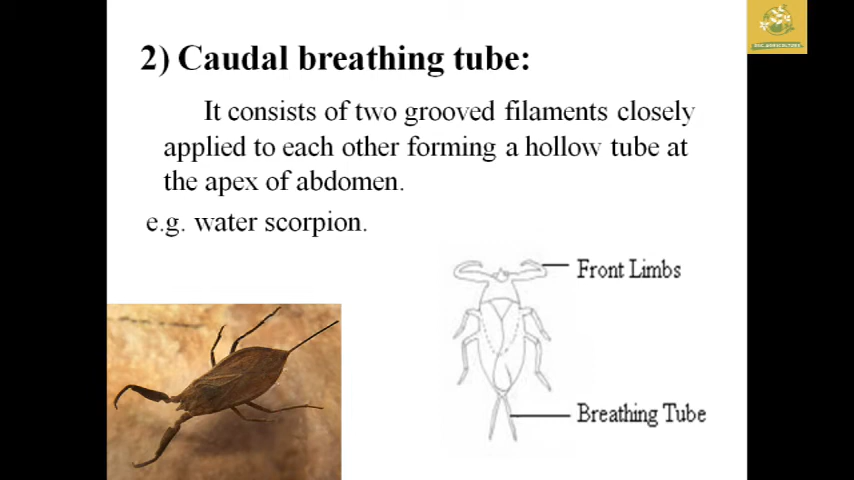 2) Caudal breathing tube:
It consists of two grooved filaments closely
applied to each other forming a hollow tube at
the apex of abdomen.
e.g. water scorpion.
Front Limbs
Breathing Tube